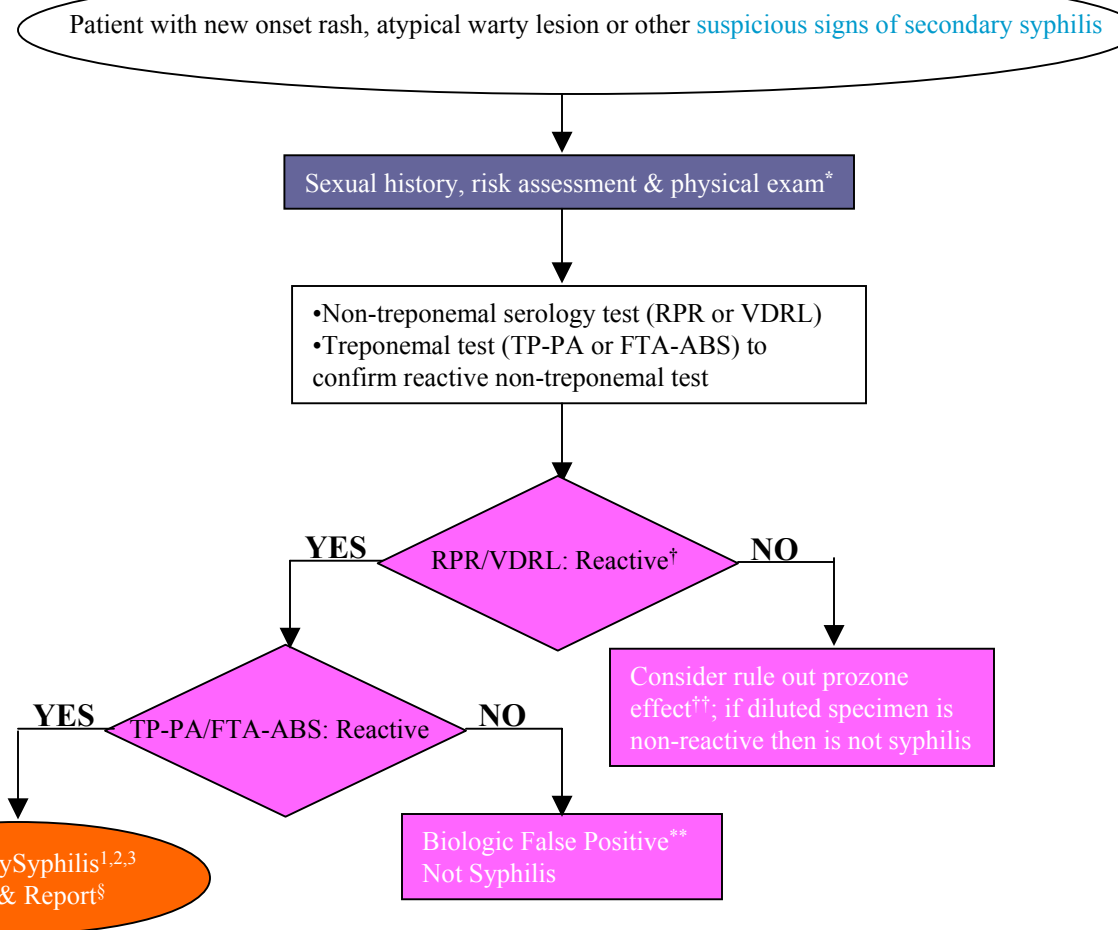 Patient with new onset rash, atypical warty lesion or other suspicious signs of secondary syphilis
Sexual history, risk assessment & physical exam*
•Non-treponemal serology test (RPR or VDRL)
•Treponemal test (TP-PA or FTA-ABS) to
confirm reactive non-treponemal test
YES
RPR/VDRL: Reactive†
NO
Consider rule out prozone
effect††; if diluted specimen is
non-reactive then is not syphilis
YES
TP-PA/FTA-ABS: Reactive
NO
Biologic False Positive**
Not Syphilis
Syphilis1,2,3
& Report§